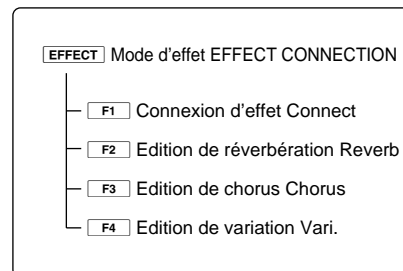 EFFECT Mode d'effet EFFECT CONNECTION
F1 Connexion d'effet Connect
F2 Edition de réverbération Reverb
F3 Edition de chorus Chorus
F4 Edition de variation Vari.